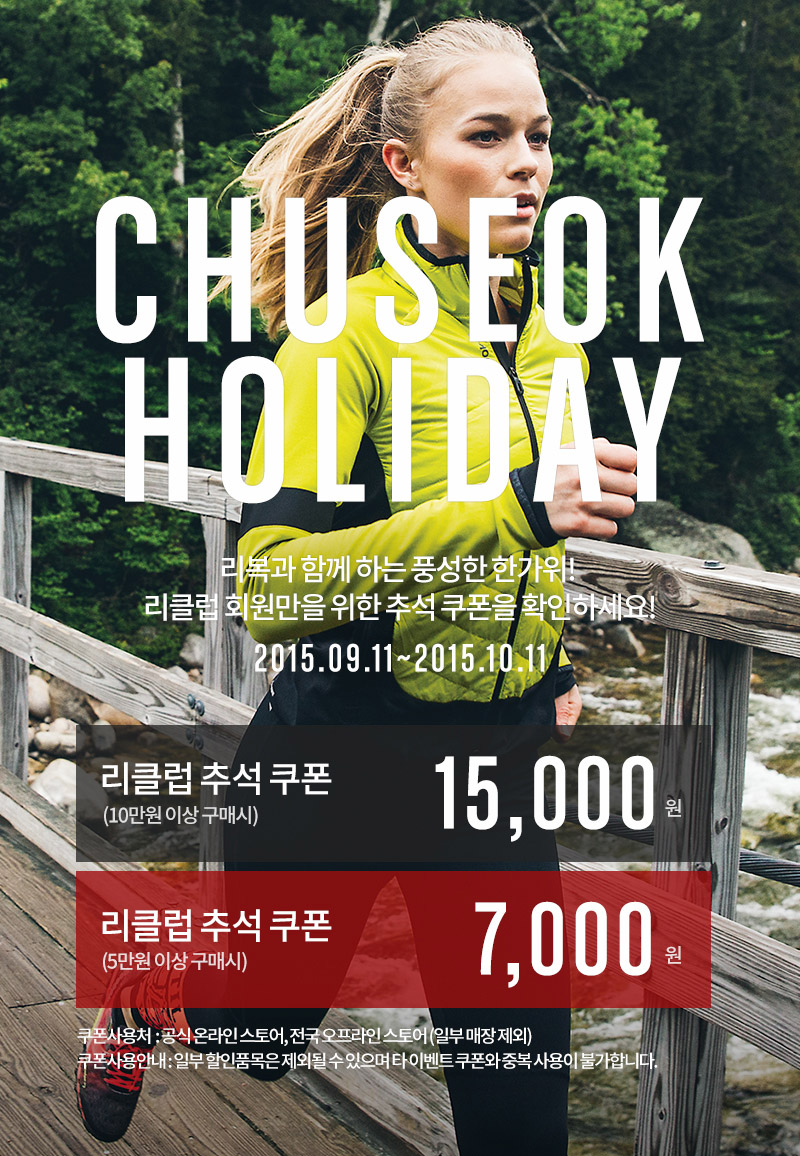 CHUSEOK
HOLIDAY
리복과 함께 하는 풍성한 한가위!
리클럽 회원만을 위한 추석 쿠폰을 확인하세요!
2015.09.11~2015.10.11
리클럽 추석 쿠폰
(10만원 이상 구매시)
15,000 원
리클럽 추석 쿠폰
(5만원 이상 구매시)
7,000 원
쿠폰사용처 : 공식 온라인 스토어, 전국 오프라인 스토어 (일부 매장 제외)
쿠폰사용안내 : 일부 할인품목은 제외될 수 있으며 타 이벤트 쿠폰와 중복 사용이 불가합니다.